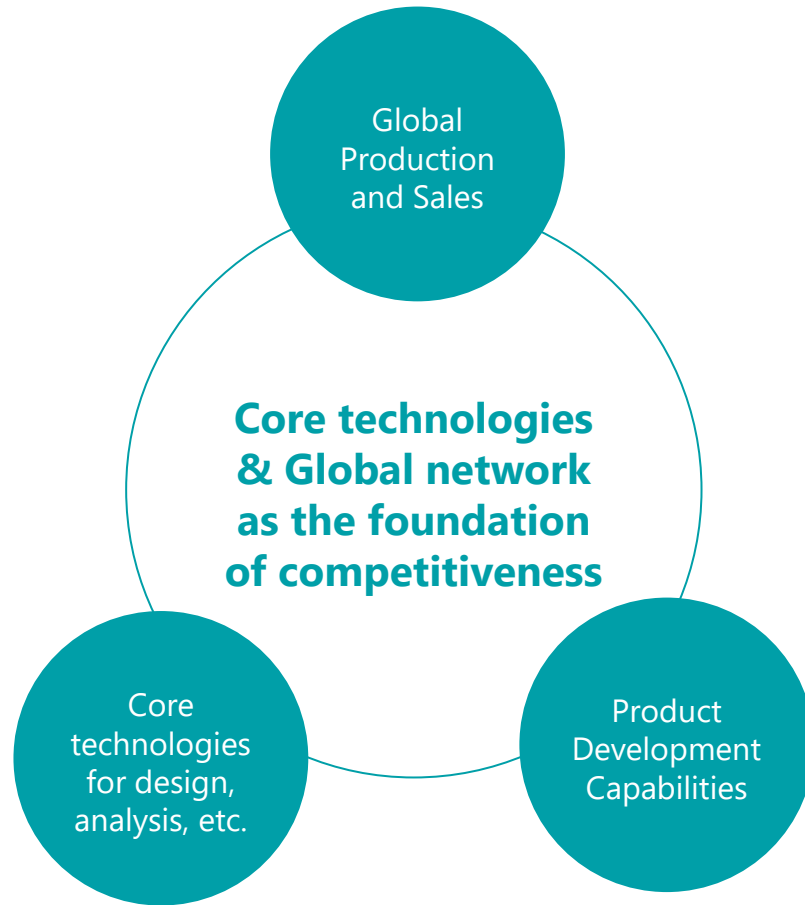 Global
Production
and Sales
Core technologies
& Global network
as the foundation
of competitiveness
Core
technologies
for design,
analysis, etc.
Product
Development
Capabilities